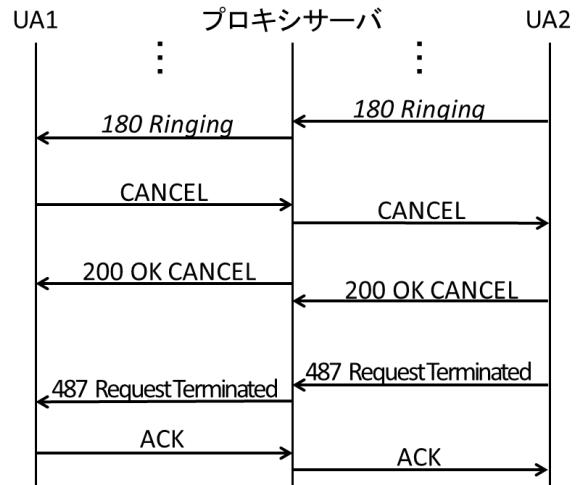 UA1
プロキシサーバ
UA2
180 Ringing
180 Ringing
CANCEL
CANCEL
200 OK CANCEL
200 OK CANCEL
487 Request Terminated
487 Request Terminated
ACK
ACK